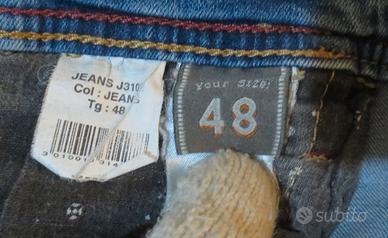 JEANS J310
Col : JEANS
Tg : 48
Your SIZE:
48
subito